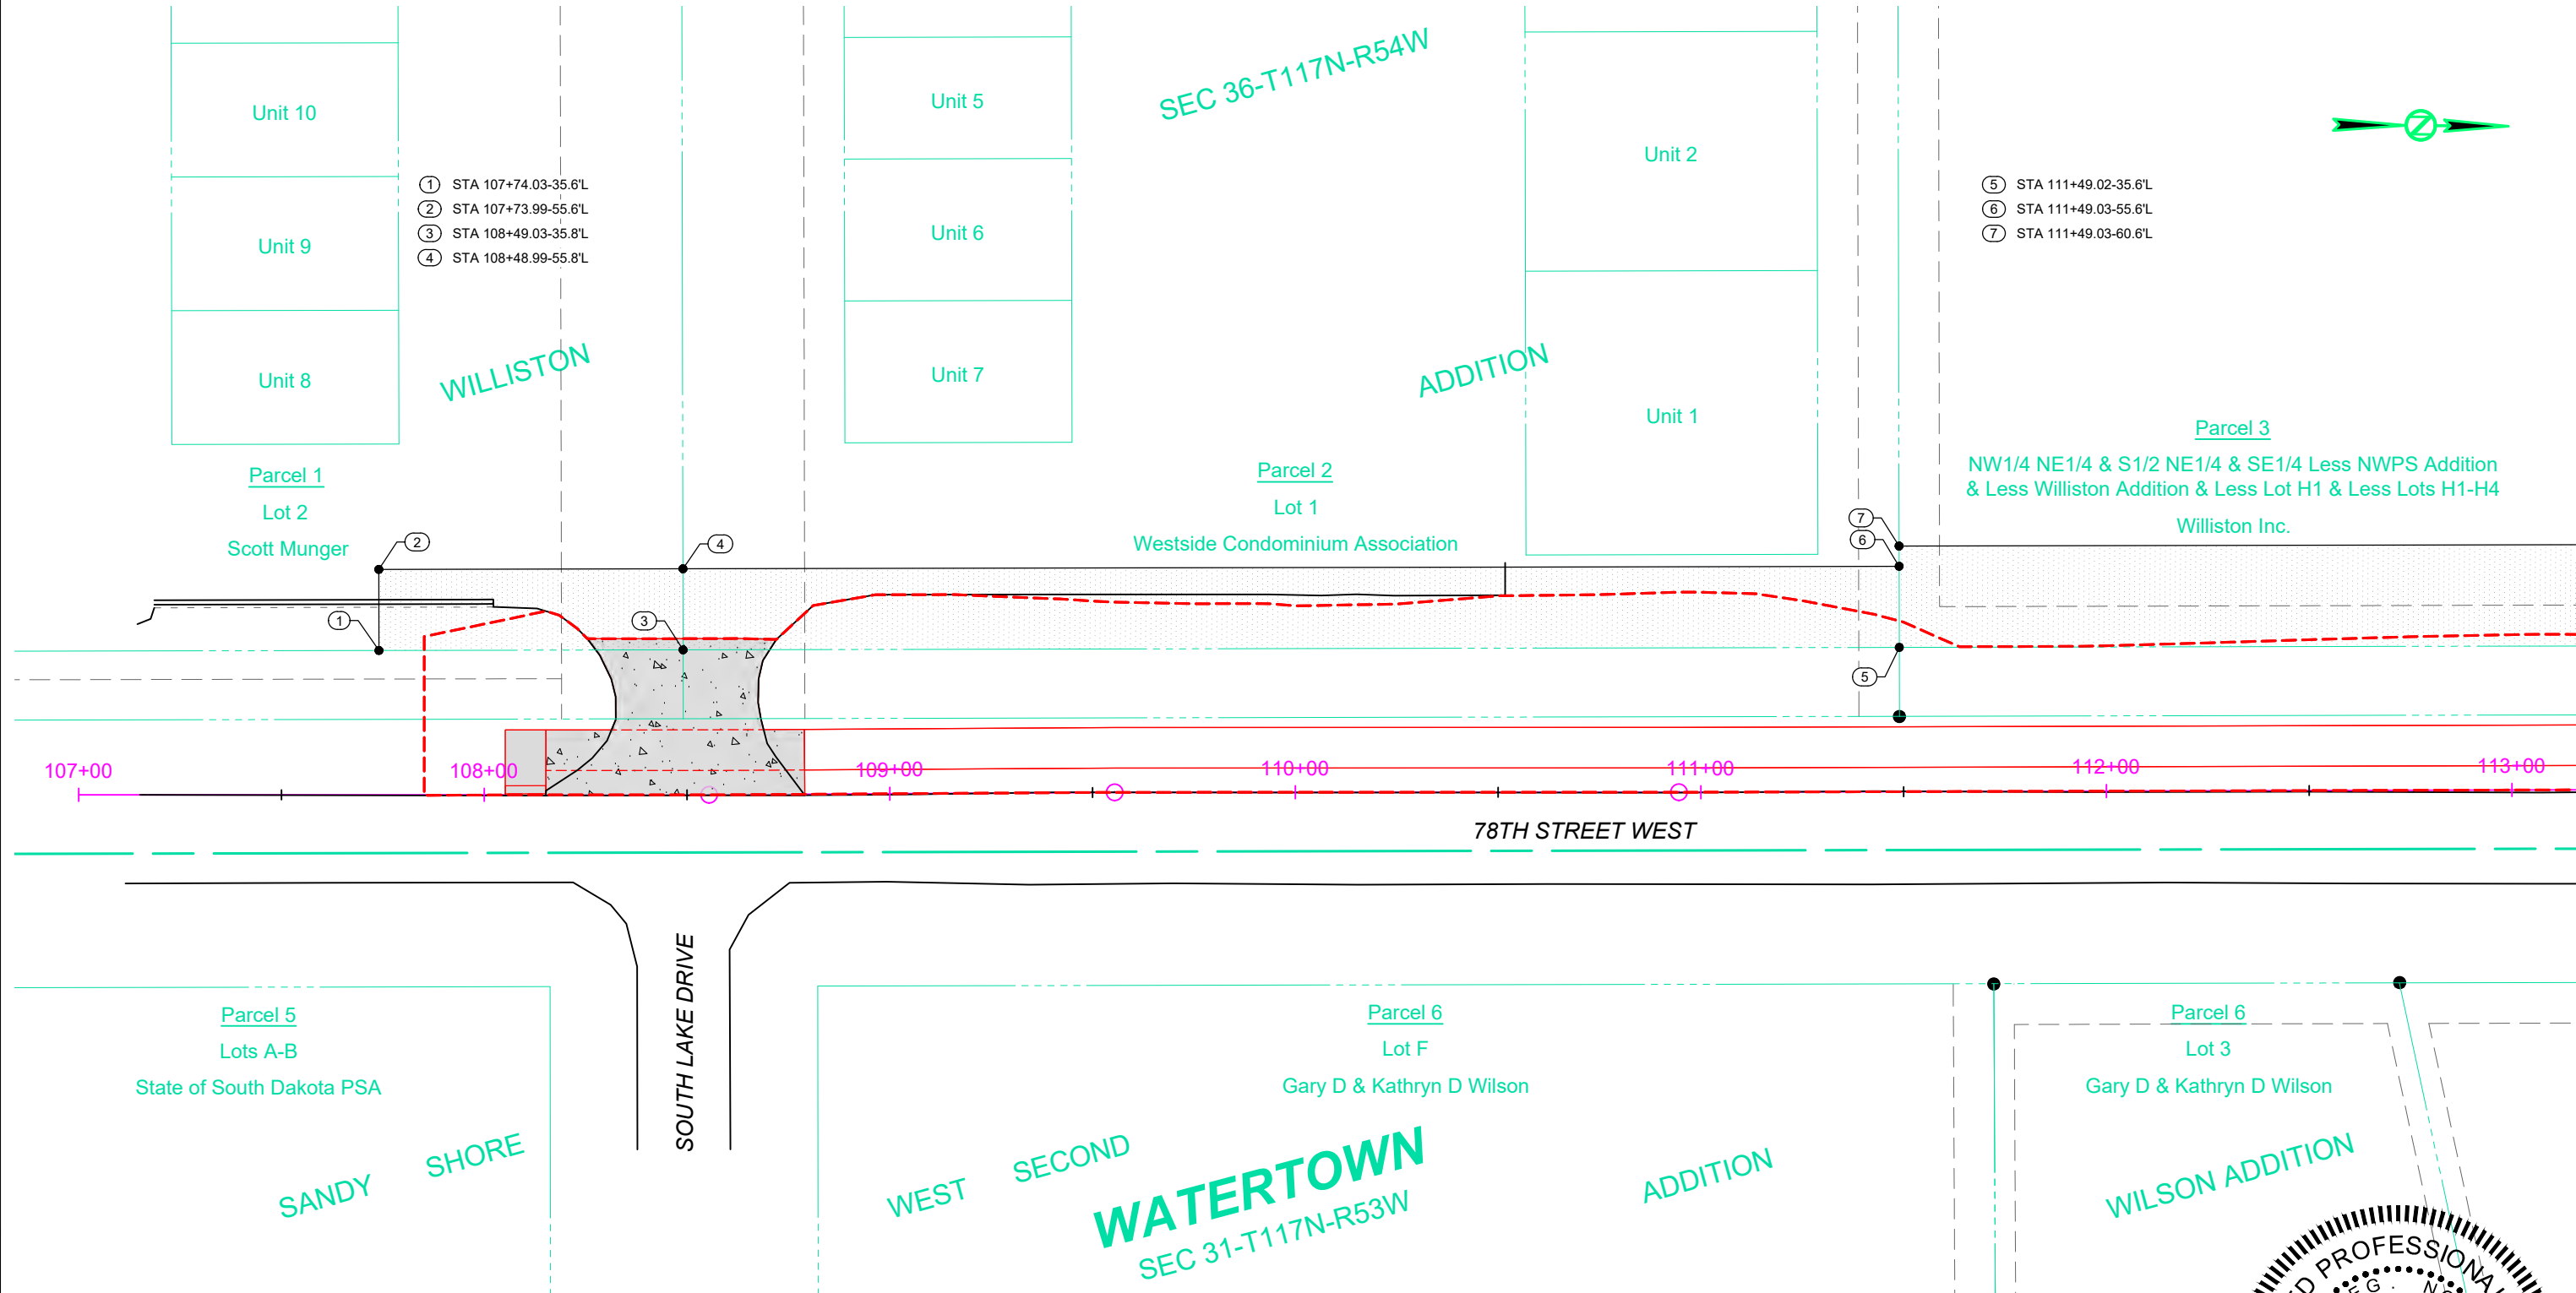 SEC 36-T117N-R54W
Unit 10
Unit 9
Unit 8
Unit 5
Unit 6
Unit 7
Unit 2
Unit 1
Z
1 STA 107+74.03-35.6'L
2 STA 107+73.99-55.6'L
3 STA 108+49.03-35.8'L
4 STA 108+48.99-55.8'L
5 STA 111+49.02-35.6'L
6 STA 111+49.03-55.6'L
7 STA 111+49.03-60.6'L
WILLISTON ADDITION
Parcel 1
Lot 2
Scott Munger
Parcel 2
Lot 1
Westside Condominium Association
Parcel 3
NW1/4 NE1/4 & S1/2 NE1/4 & SE1/4 Less NWPS Addition
& Less Williston Addition & Less Lot H1 & Less Lots H1-H4
Williston Inc.
2
4
7
6
1
3
5
107+00
108+00
109+00
110+00
111+00
112+00
113+00
78TH STREET WEST
SOUTH LAKE DRIVE
Parcel 5
Lots A-B
State of South Dakota PSA
Parcel 6
Lot F
Gary D & Kathryn D Wilson
Parcel 6
Lot 3
Gary D & Kathryn D Wilson
SANDY SHORE
WEST SECOND ADDITION
WATERTOWN
SEC 31-T117N-R53W
WILSON ADDITION
PROFESSIONA